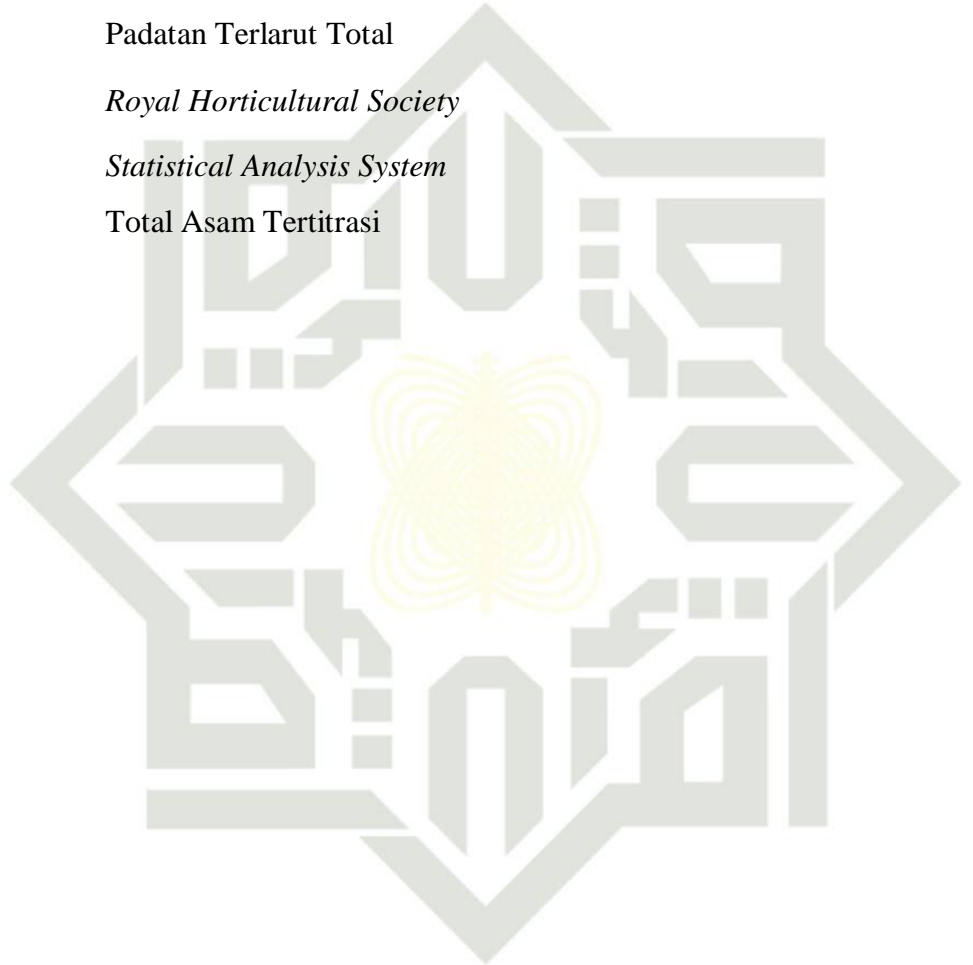 Padatan Terlarut Total
Royal Horticultural Society
Statistical Analysis System
Total Asam Tertitrasi